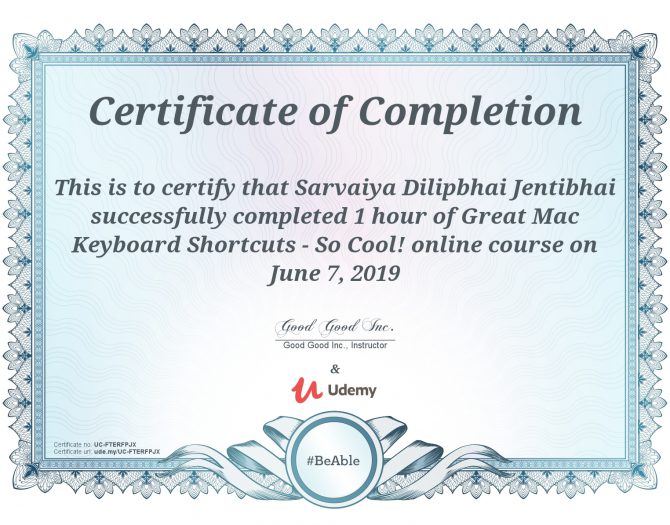 Certificate of Completion
This is to certify that Sarvaiya Dilipbhai Jentibhai
successfully completed 1 hour of Great Mac
Keyboard Shortcuts - So Cool! online course on
June 7, 2019
Good Good Inc.
Good Good Inc., Instructor
&
Udemy
Certificate no: UC-FTERFPJX
Certificate url: ude.my/UC-FTERFPJX
#BeAble